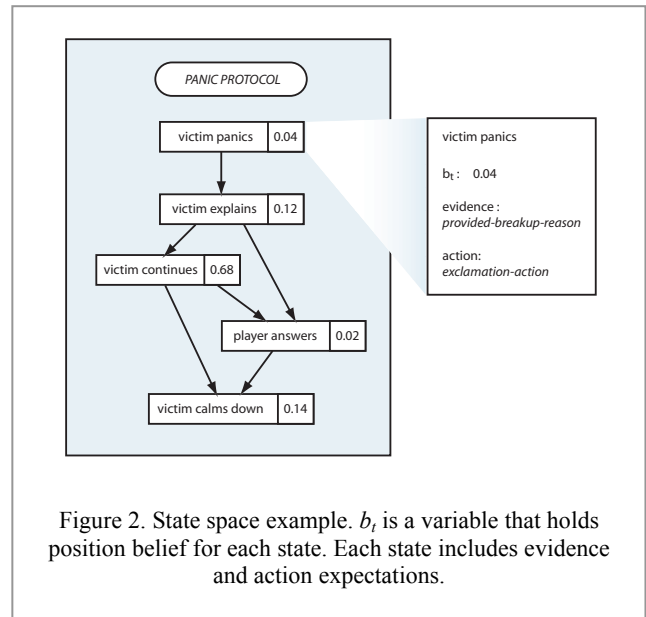 PANIC PROTOCOL
victim panics 0.04
victim explains 0.12
victim continues 0.68
player answers 0.02
victim calms down 0.14
victim panics
bt : 0.04
evidence :
provided-breakup-reason
action:
exclamation-action
Figure 2. State space example. bt is a variable that holds
position belief for each state. Each state includes evidence
and action expectations.